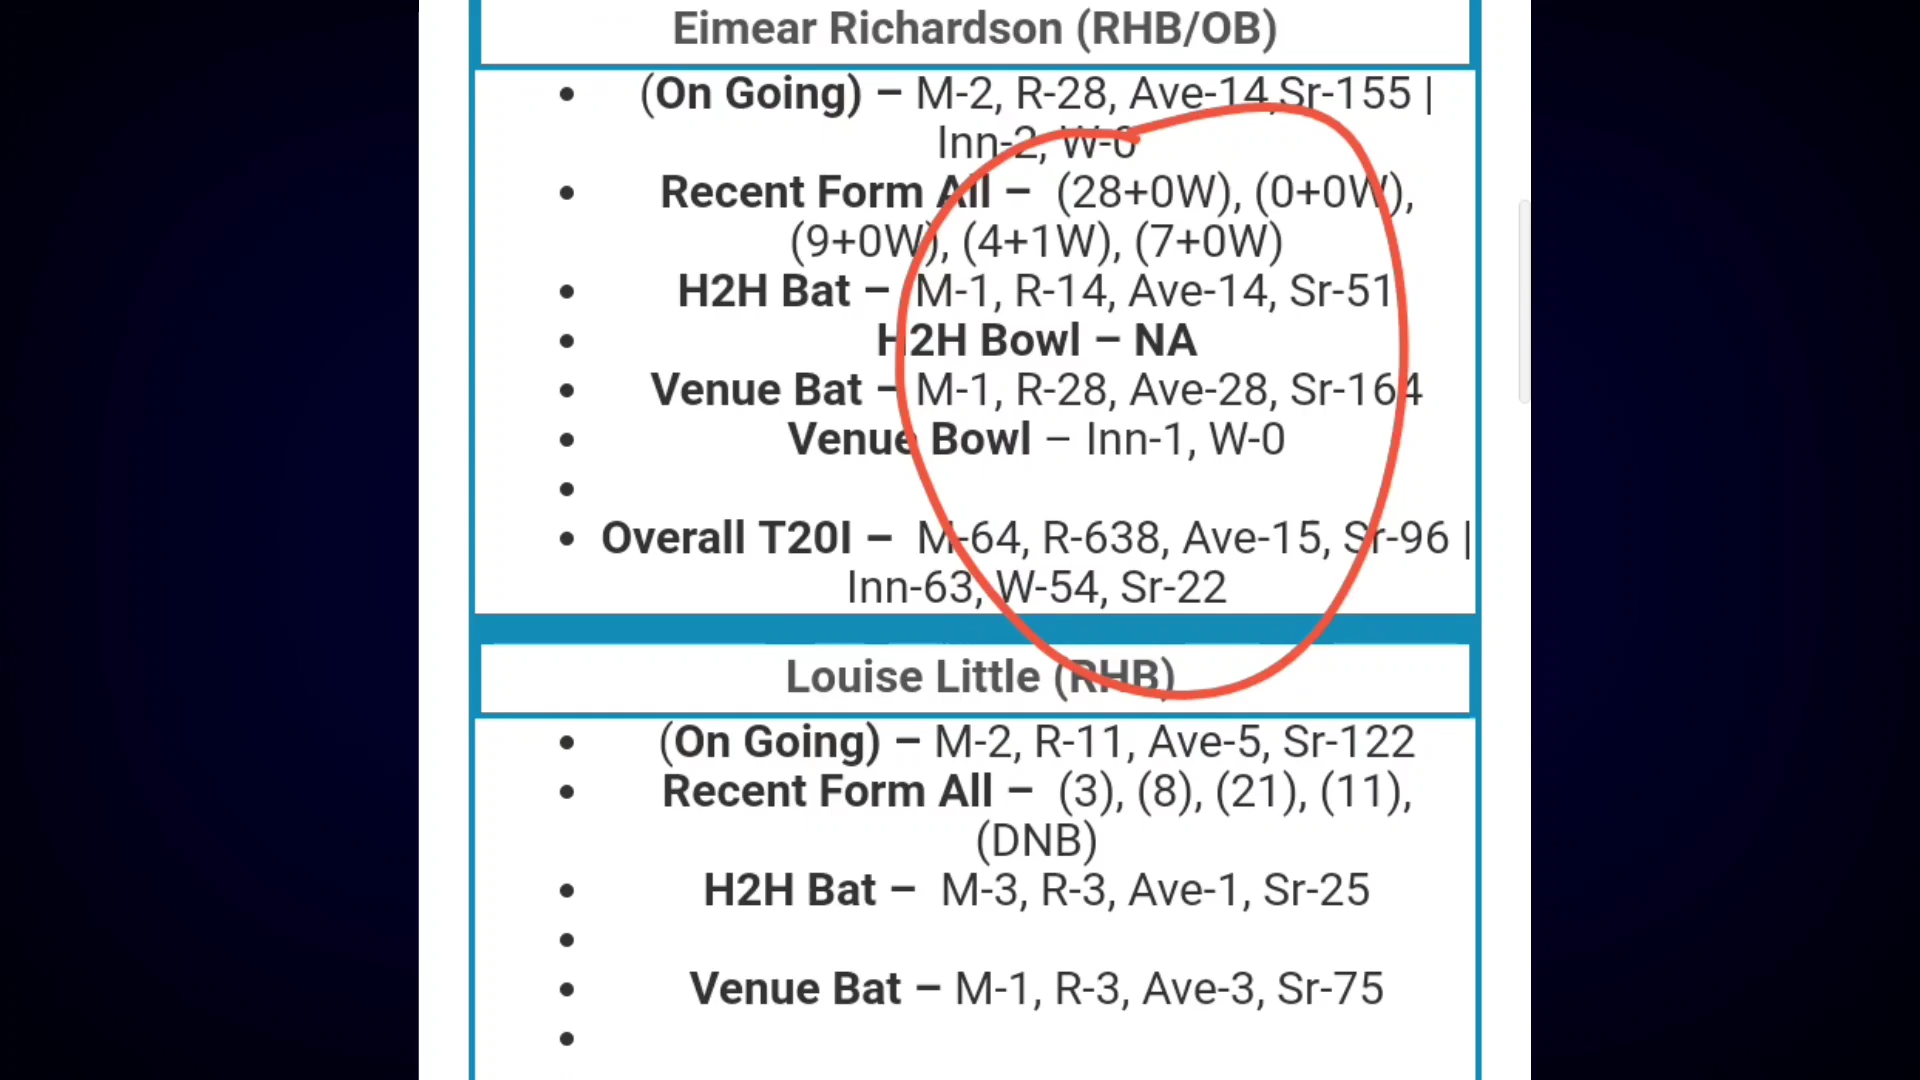 Eimear Richardson (RHB/OB)
(On Going) – M-2, R-28, Ave-14,Sr-155 |
Inn-2, W-0
Recent Form All – (28+0W), (0+0W),
(9+0W), (4+1W), (7+0W)
H2H Bat – M-1, R-14, Ave-14, Sr-51
H2H Bowl – NA
Venue Bat – M-1, R-28, Ave-28, Sr-164
Venue Bowl – Inn-1, W-0
Overall T20I – M-64, R-638, Ave-15, Sr-96 |
Inn-63, W-54, Sr-22
Louise Little (RHB)
(On Going) – M-2, R-11, Ave-5, Sr-122
Recent Form All – (3), (8), (21), (11),
(DNB)
H2H Bat – M-3, R-3, Ave-1, Sr-25
Venue Bat – M-1, R-3, Ave-3, Sr-75